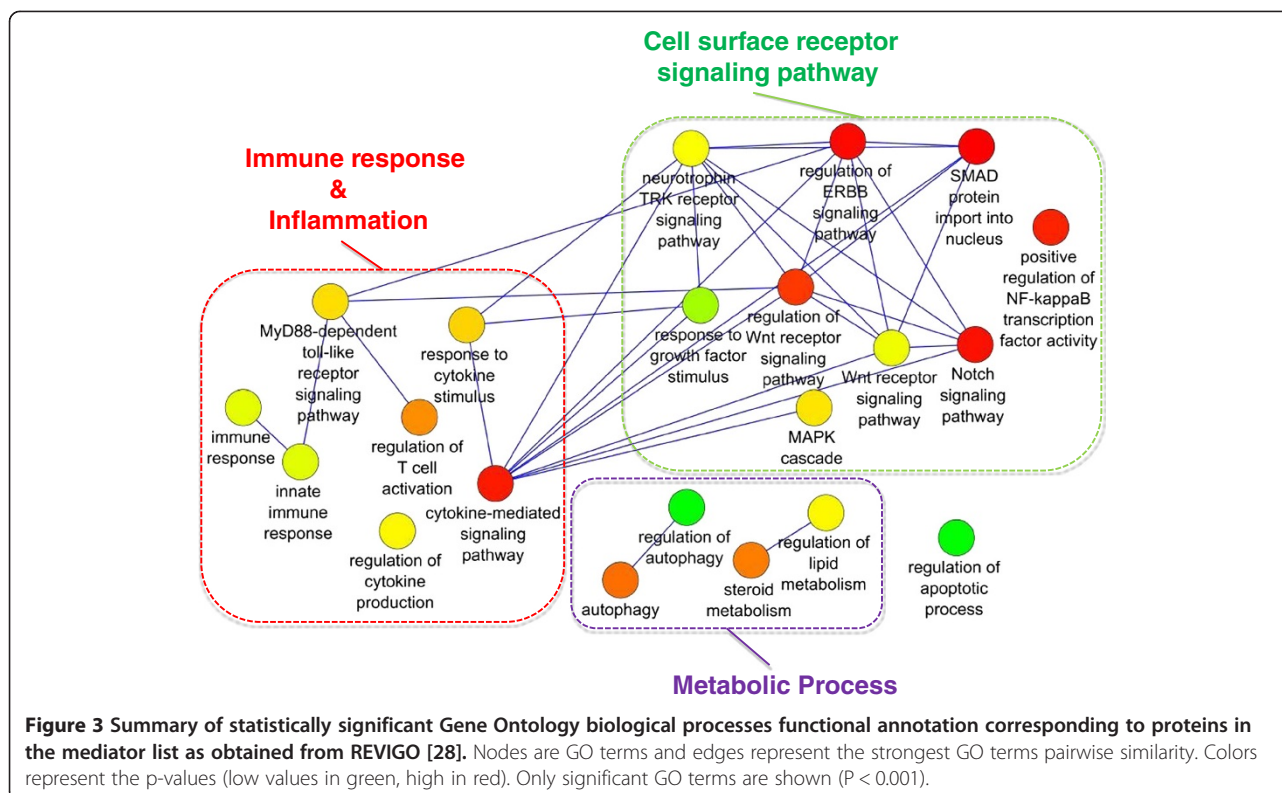 Cell surface receptor
signaling pathway
Immune response
&
Inflammation
neurotrophin
TRK receptor
signaling
pathway
regulation of
ERBB
signaling
pathway
SMAD
protein
import into
nucleus
positive
regulation of
NF-kappaB
transcription
factor activity
MyD88-dependent
toll-like
receptor
signaling
pathway
response to
cytokine
stimulus
response to
growth factor
stimulus
regulation of
Wnt receptor
signaling
pathway
Wnt receptor
signaling
pathway
Notch
signaling
pathway
MAPK
cascade
immune
response
innate
immune
response
regulation of
T cell
activation
cytokine-mediated
signaling
pathway
regulation of
cytokine
production
regulation of
autophagy
autophagy
steroid
metabolism
regulation of
lipid
metabolism
regulation of
apoptotic
process
Metabolic Process
Figure 3 Summary of statistically significant Gene Ontology biological processes functional annotation corresponding to proteins in
the mediator list as obtained from REVIGO [28]. Nodes are GO terms and edges represent the strongest GO terms pairwise similarity. Colors
represent the p-values (low values in green, high in red). Only significant GO terms are shown (P < 0.001).